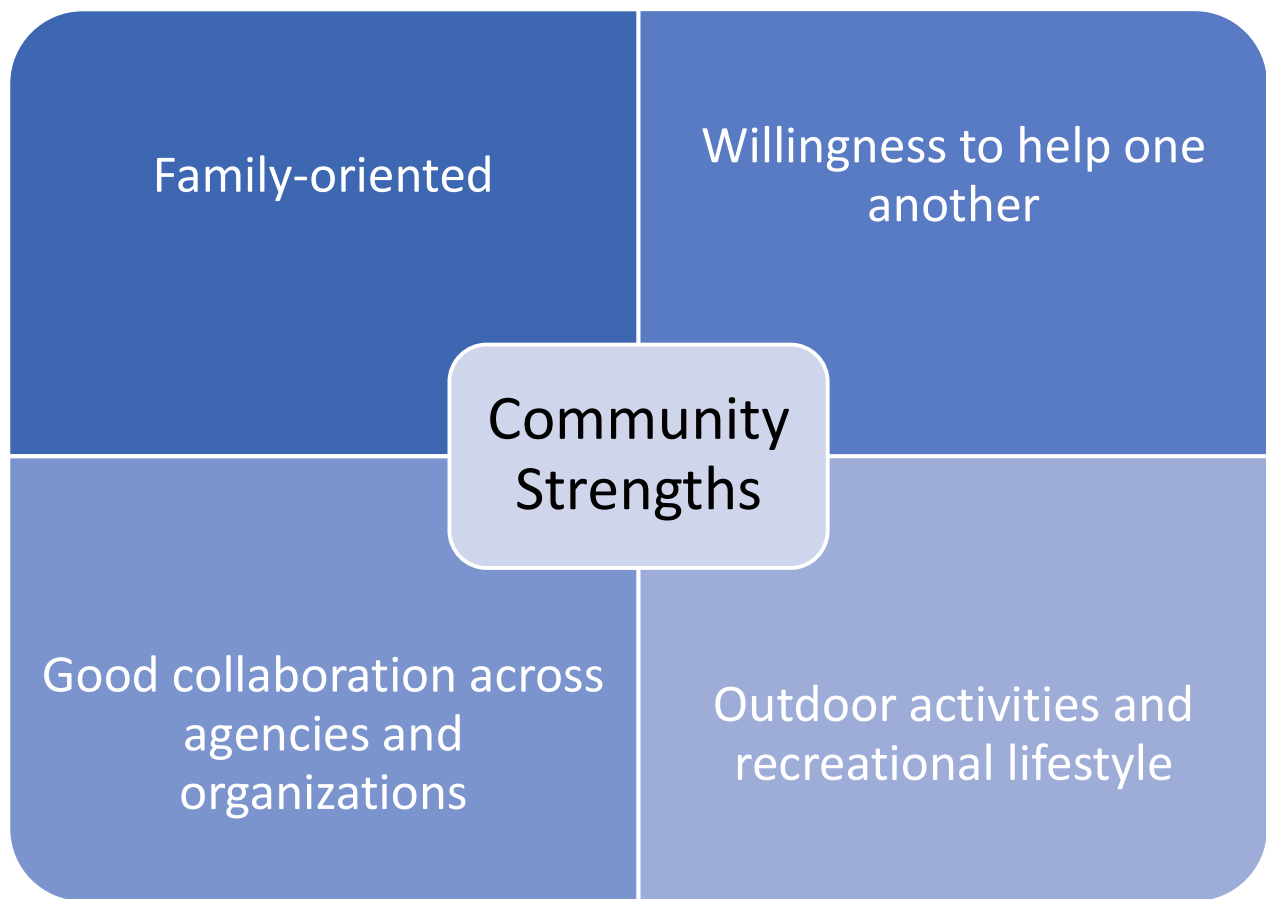 Family-oriented
Willingness to help one
another
Community
Strengths
Good collaboration across
agencies and
organizations
Outdoor activities and
recreational lifestyle